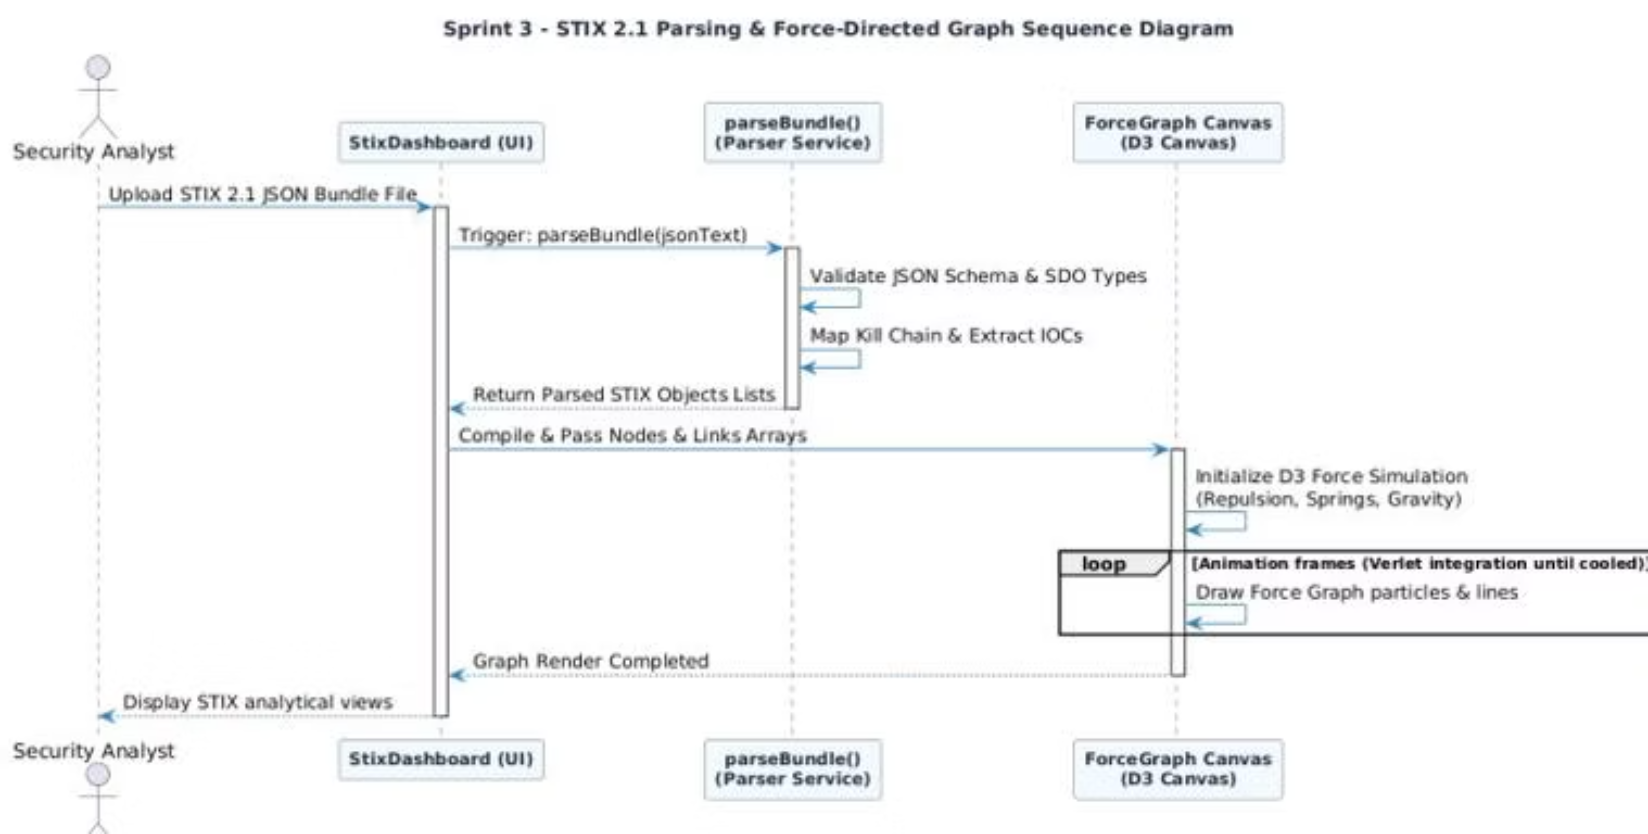 Sprint 3 - STIX 2.1 Parsing & Force-Directed Graph Sequence Diagram
Security Analyst
StixDashboard (UI)
parseBundle()
(Parser Service)
ForceGraph Canvas
(D3 Canvas)
Upload STIX 2.1 JSON Bundle File
Trigger: parseBundle(jsonText)
Validate JSON Schema & SDO Types
Map Kill Chain & Extract IOCs
Return Parsed STIX Objects Lists
Compile & Pass Nodes & Links Arrays
Initialize D3 Force Simulation
(Repulsion, Springs, Gravity)
loop
[Animation frames (Verlet integration until cooled)]
Draw Force Graph particles & lines
Graph Render Completed
Display STIX analytical views
Security Analyst
StixDashboard (UI)
parseBundle()
(Parser Service)
ForceGraph Canvas
(D3 Canvas)